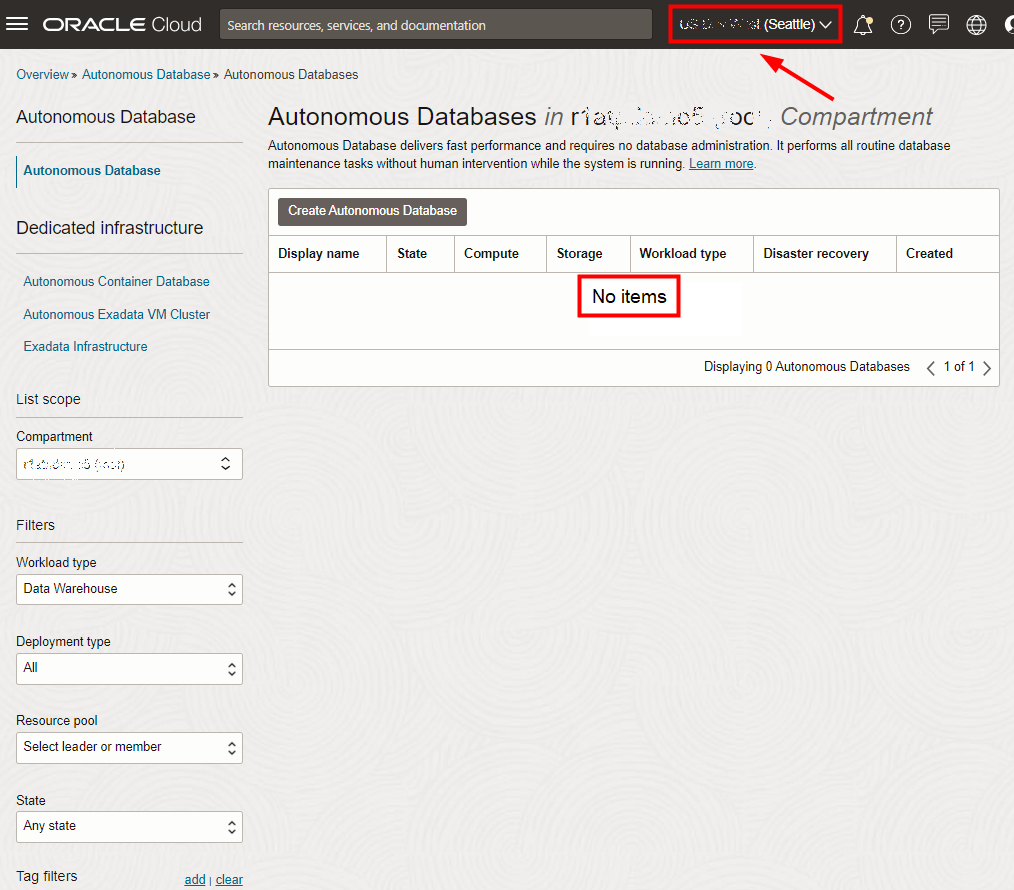 ORACLE Cloud
Search resources, services, and documentation
US (Seattle)
Overview » Autonomous Database » Autonomous Databases
Autonomous Database
Autonomous Database
Dedicated infrastructure
Autonomous Container Database
Autonomous Exadata VM Cluster
Exadata Infrastructure
List scope
Compartment
Filters
Workload type
Data Warehouse
Deployment type
All
Resource pool
Select leader or member
State
Any state
Tag filters add | clear
Autonomous Databases in Compartment
Autonomous Database delivers fast performance and requires no database administration. It performs all routine database
maintenance tasks without human intervention while the system is running. Learn more.
Create Autonomous Database
Display name State Compute Storage Workload type Disaster recovery Created
No items
Displaying 0 Autonomous Databases 1 of 1